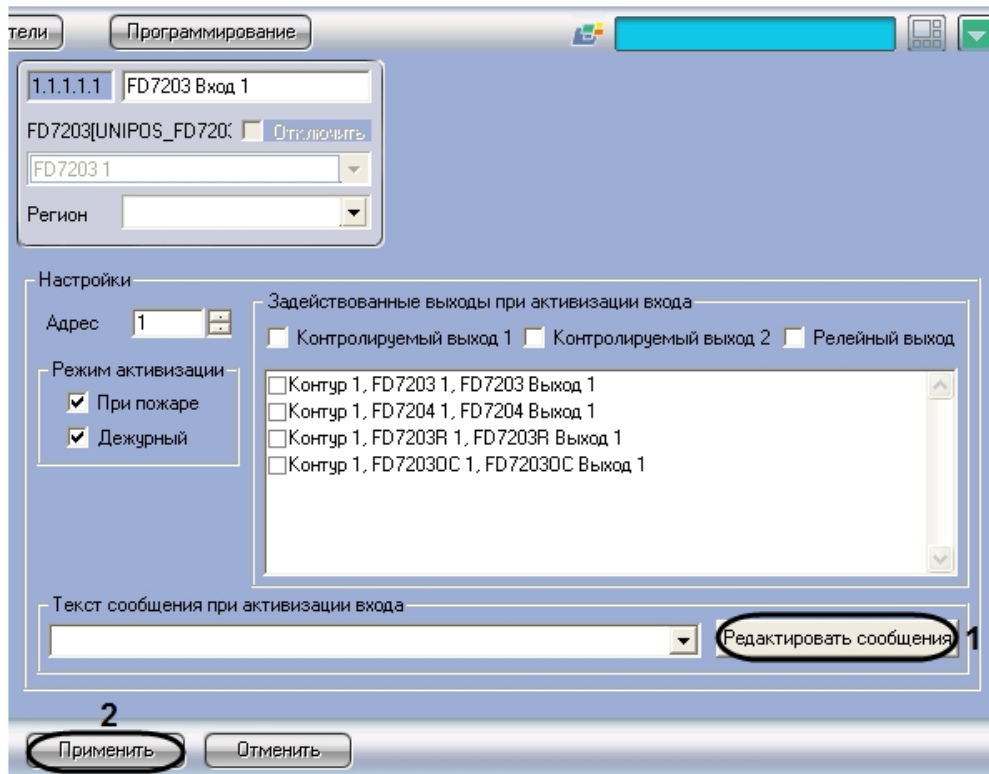 тели Программирование
1.1.1.1.1 FD7203 Вход 1
FD7203[UNIPOS_FD720 Отключить
FD7203 1
Регион
Настройки
Адрес 1
Режим активизации
При пожаре
Дежурный
Задействованные выходы при активизации входа
Контролируемый выход 1 Контролируемый выход 2 Релейный выход
Контур 1, FD7203 1, FD7203 Выход 1
Контур 1, FD7204 1, FD7204 Выход 1
Контур 1, FD7203R 1, FD7203R Выход 1
Контур 1, FD7203OC 1, FD7203OC Выход 1
Текст сообщения при активизации входа
Редактировать сообщения 1
2
Применить Отменить